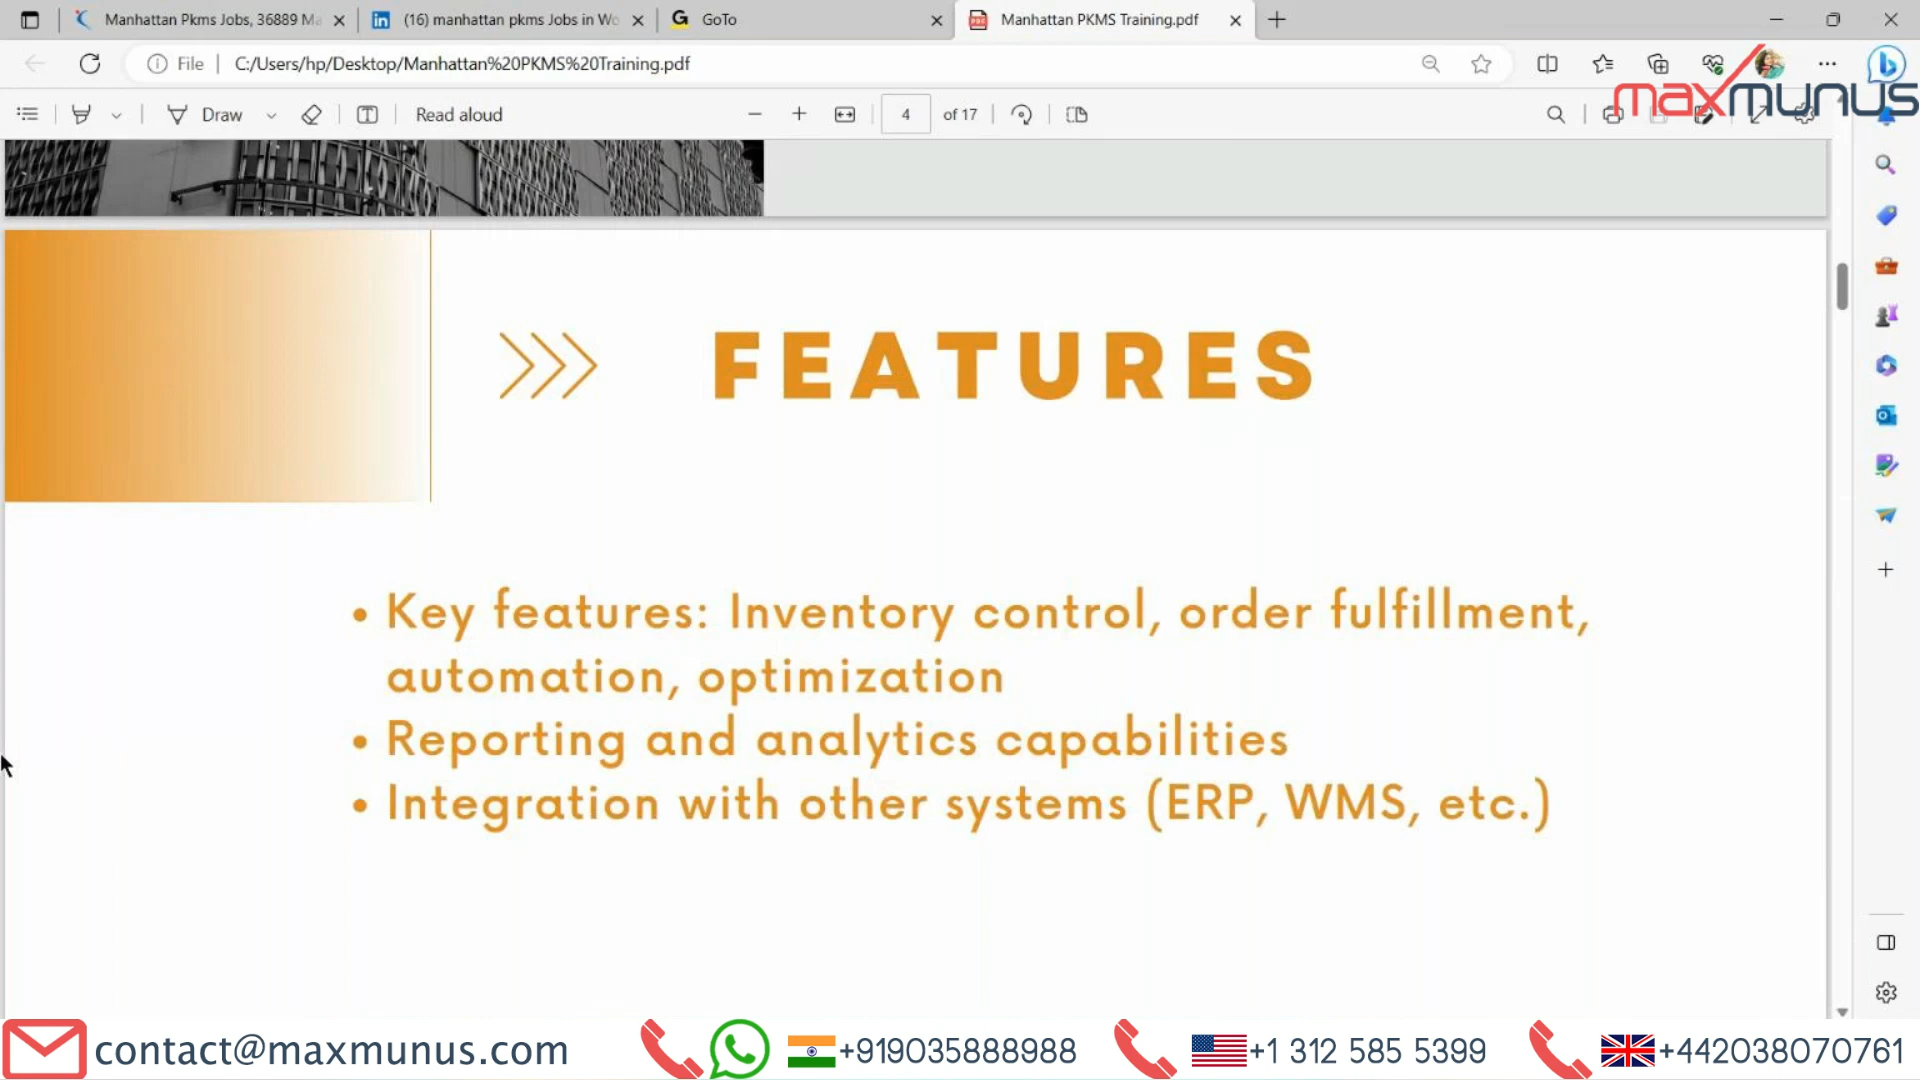 Manhattan Pkms Jobs, 36889 Ma
(16) manhattan pkms Jobs in Wo
GoTo
Manhattan PKMS Training.pdf
File
C:/Users/hp/Desktop/Manhattan%20PKMS%20Training.pdf
maxmunus
Draw
Read aloud
4
of 17
FEATURES
• Key features: Inventory control, order fulfillment,
automation, optimization
• Reporting and analytics capabilities
• Integration with other systems (ERP, WMS, etc.)
contact@maxmunus.com
+919035888988
+1 312 585 5399
+442038070761